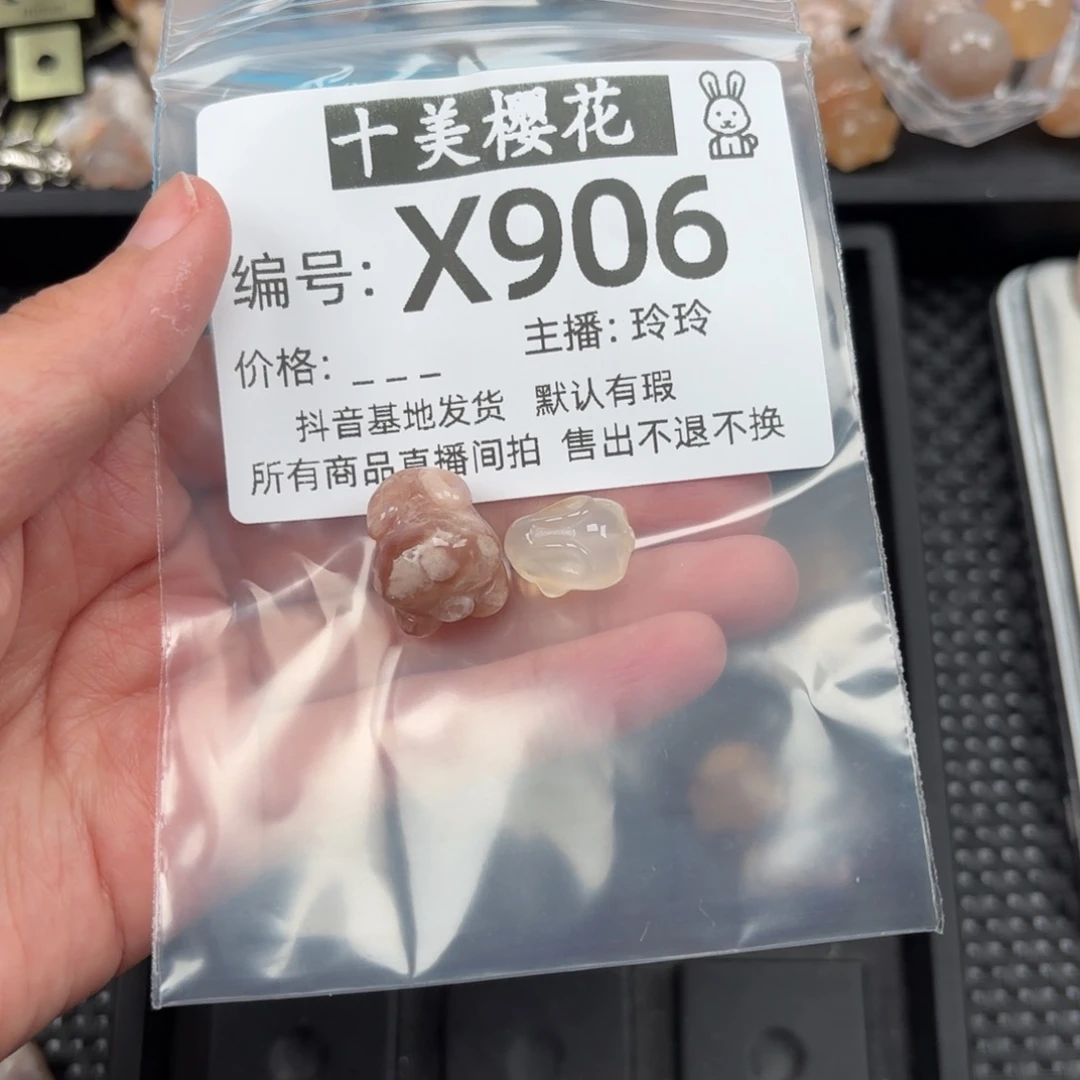 十美樱花
编号: X906
价格: _ _ _ 主播: 玲玲
抖音基地发货 默认有瑕
所有商品直播间拍 售出不退不换